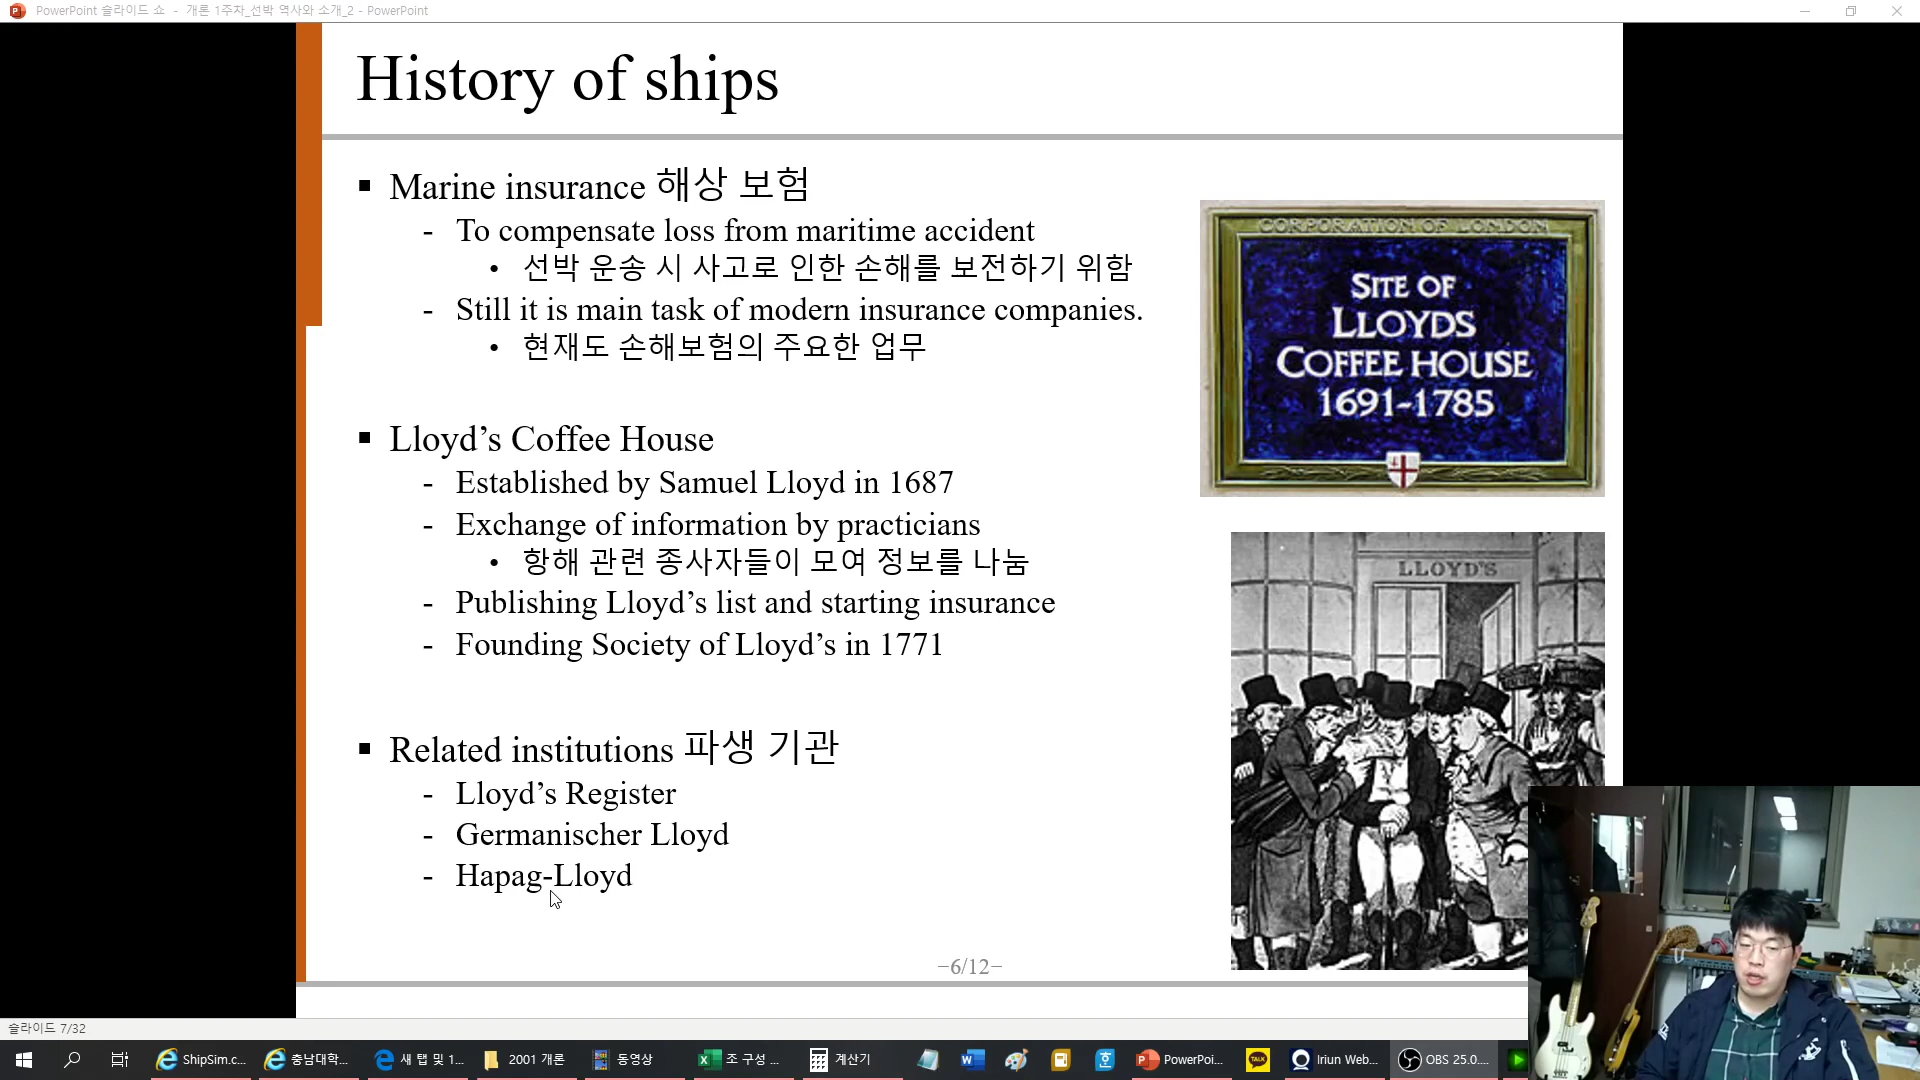 PowerPoint 슬라이드 쇼 - 개론 1주차_선박 역사와 소개_2 - PowerPoint
History of ships
▪ Marine insurance 해상 보험
- To compensate loss from maritime accident
• 선박 운송 시 사고로 인한 손해를 보전하기 위함
- Still it is main task of modern insurance companies.
• 현재도 손해보험의 주요한 업무
▪ Lloyd’s Coffee House
- Established by Samuel Lloyd in 1687
- Exchange of information by practicians
• 항해 관련 종사자들이 모여 정보를 나눔
- Publishing Lloyd’s list and starting insurance
- Founding Society of Lloyd’s in 1771
▪ Related institutions 파생 기관
- Lloyd’s Register
- Germanischer Lloyd
- Hapag-Lloyd
CORPORATION OF LONDON
SITE OF
LLOYDS
COFFEE HOUSE
1691-1785
LLOYD'S
−6/12−
슬라이드 7/32
ShipSim.c... 충남대학... 새 탭 및 1... 2001 개론 동영상 조 구성 ... 계산기 PowerPoi... TALK Iriun Web... OBS 25.0....